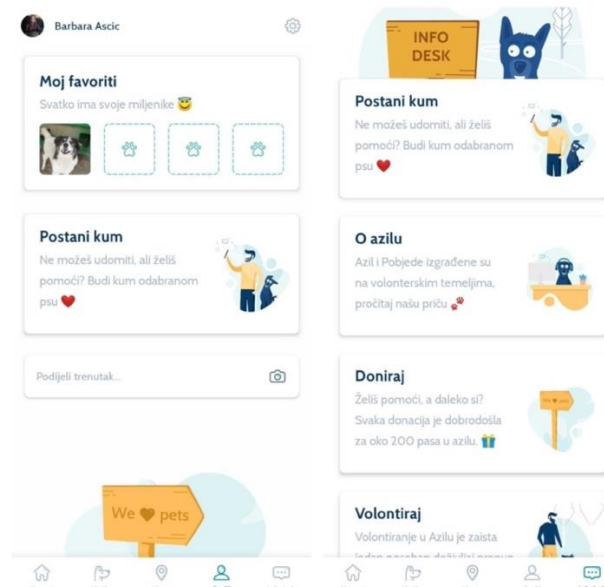 Barbara Ascic
Moj favoriti
Svatko ima svoje miljenike 😇
Postani kum
Ne možeš udomiti, ali želiš
pomoći? Budi kum odabranom
psu ❤️
Podijeli trenutak...
We ♥ pets
INFO
DESK
Postani kum
Ne možeš udomiti, ali želiš
pomoći? Budi kum odabranom
psu ❤️
O azilu
Azil i Pobjede izgrađene su
na volonterskim temeljima,
pročitaj našu priču 🐾
Doniraj
Želiš pomoći, a daleko si?
Svaka donacija je dobrodošla
za oko 200 pasa u azilu. 🎁
We ♥ pets
Volontiraj
Volontiranje u Azilu je zaista